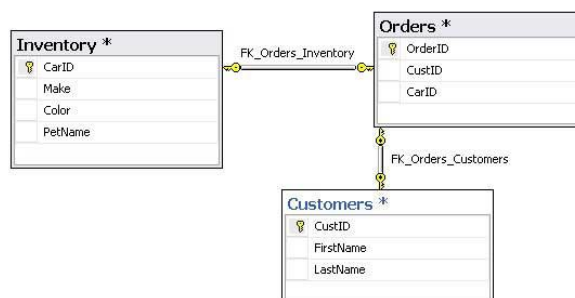 Inventory *
CarID
Make
Color
PetName
FK_Orders_Inventory
Orders *
OrderID
CustID
CarID
FK_Orders_Customers
Customers *
CustID
FirstName
LastName